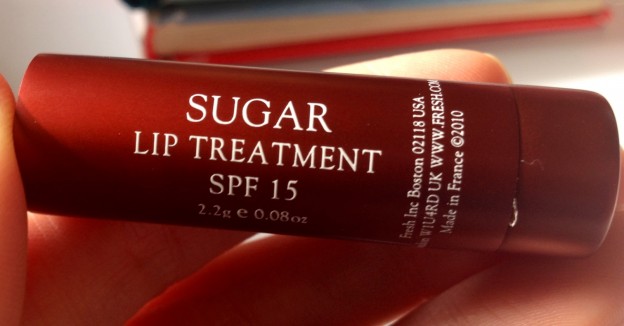 SUGAR
LIP TREATMENT
SPF 15
2.2g e 0.08oz
Fresh Inc Boston 02118 USA
W1U4RD UK WWW.FRESH.COM
Made in France ©2010